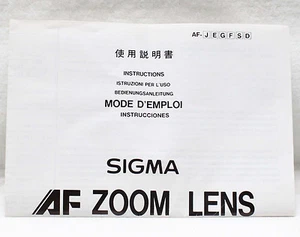 AF- J E G F S D
使用説明書
INSTRUCTIONS
ISTRUZIONI PER L'USO
BEDIENUNGSANLEITUNG
MODE D'EMPLOI
INSTRUCCIONES
SIGMA
AF ZOOM LENS